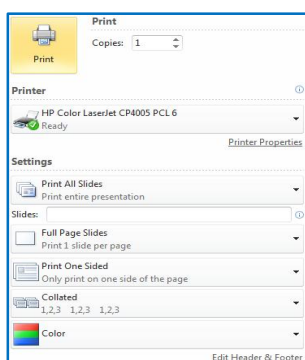 Print
Copies: 1
Print
Printer
HP Color LaserJet CP4005 PCL 6
Ready
Printer Properties
Settings
Print All Slides
Print entire presentation
Slides:
Full Page Slides
Print 1 slide per page
Print One Sided
Only print on one side of the page
Collated
1,2,3 1,2,3 1,2,3
Color
Edit Header & Footer